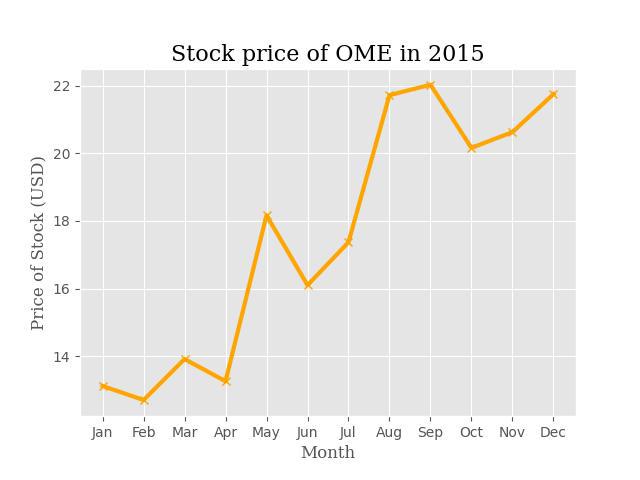 Stock price of OME in 2015
Price of Stock (USD)
22
20
18
16
14
Jan Feb Mar Apr May Jun Jul Aug Sep Oct Nov Dec
Month